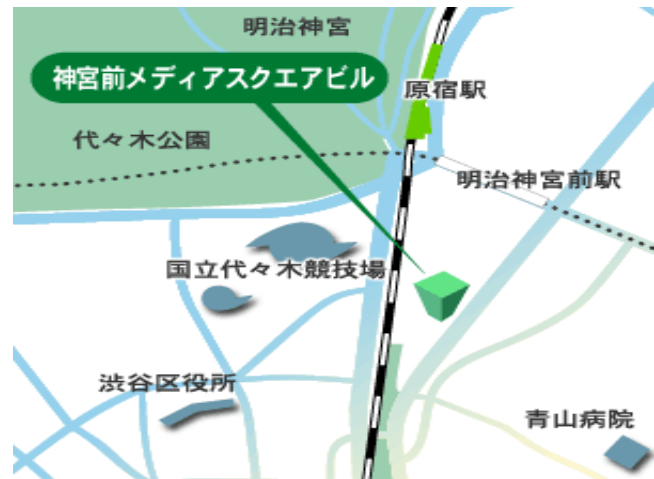 明治神宮
神宮前メディアスクエアビル
原宿駅
代々木公園
明治神宮前駅
国立代々木競技場
渋谷区役所
青山病院